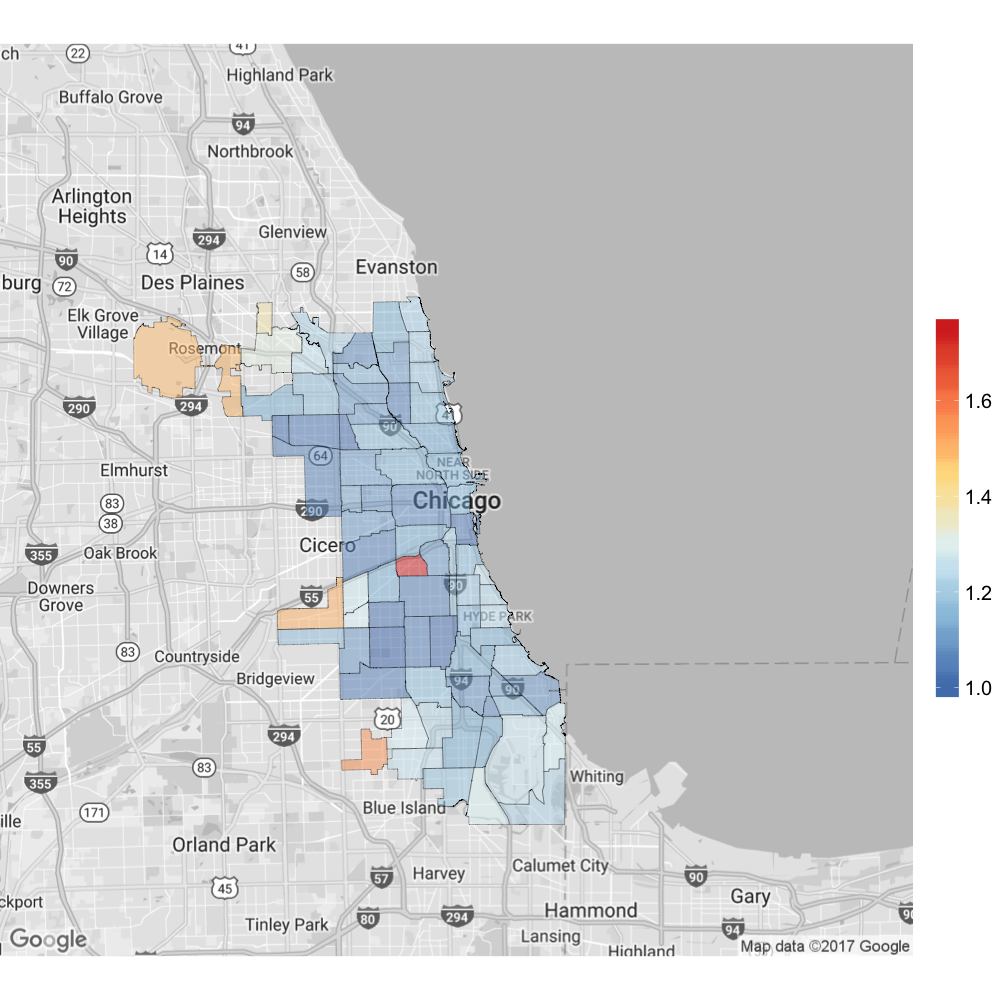 ch
22
41
Highland Park
Buffalo Grove
94
Northbrook
Arlington
Heights
294
Glenview
90
14
58
Evanston
burg
72
Des Plaines
Elk Grove
Village
Rosemont
290
294
41
90
64
NEAR
NORTH SIDE
Elmhurst
83
38
290
Chicago
355
Oak Brook
Cicero
Downers
Grove
55
90
HYDE PARK
83
Countryside
Bridgeview
94
90
20
55
294
83
355
Whiting
Blue Island
171
ille
Orland Park
Calumet City
57
Harvey
90
45
Gary
ckport
Tinley Park
80
294
Hammond
90
94
Lansing
Highland
Google
Map data ©2017 Google
1.6
1.4
1.2
1.0